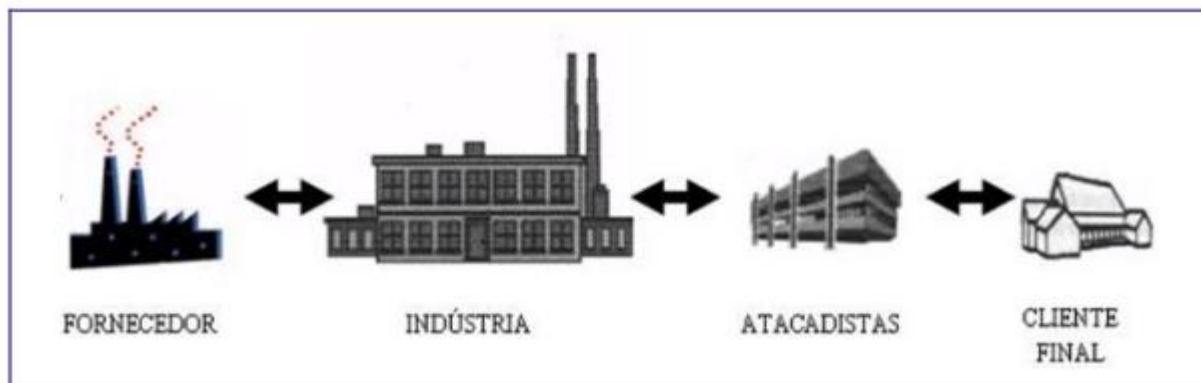 FORNECEDOR
INDÚSTRIA
ATACADISTAS
CLIENTE
FINAL